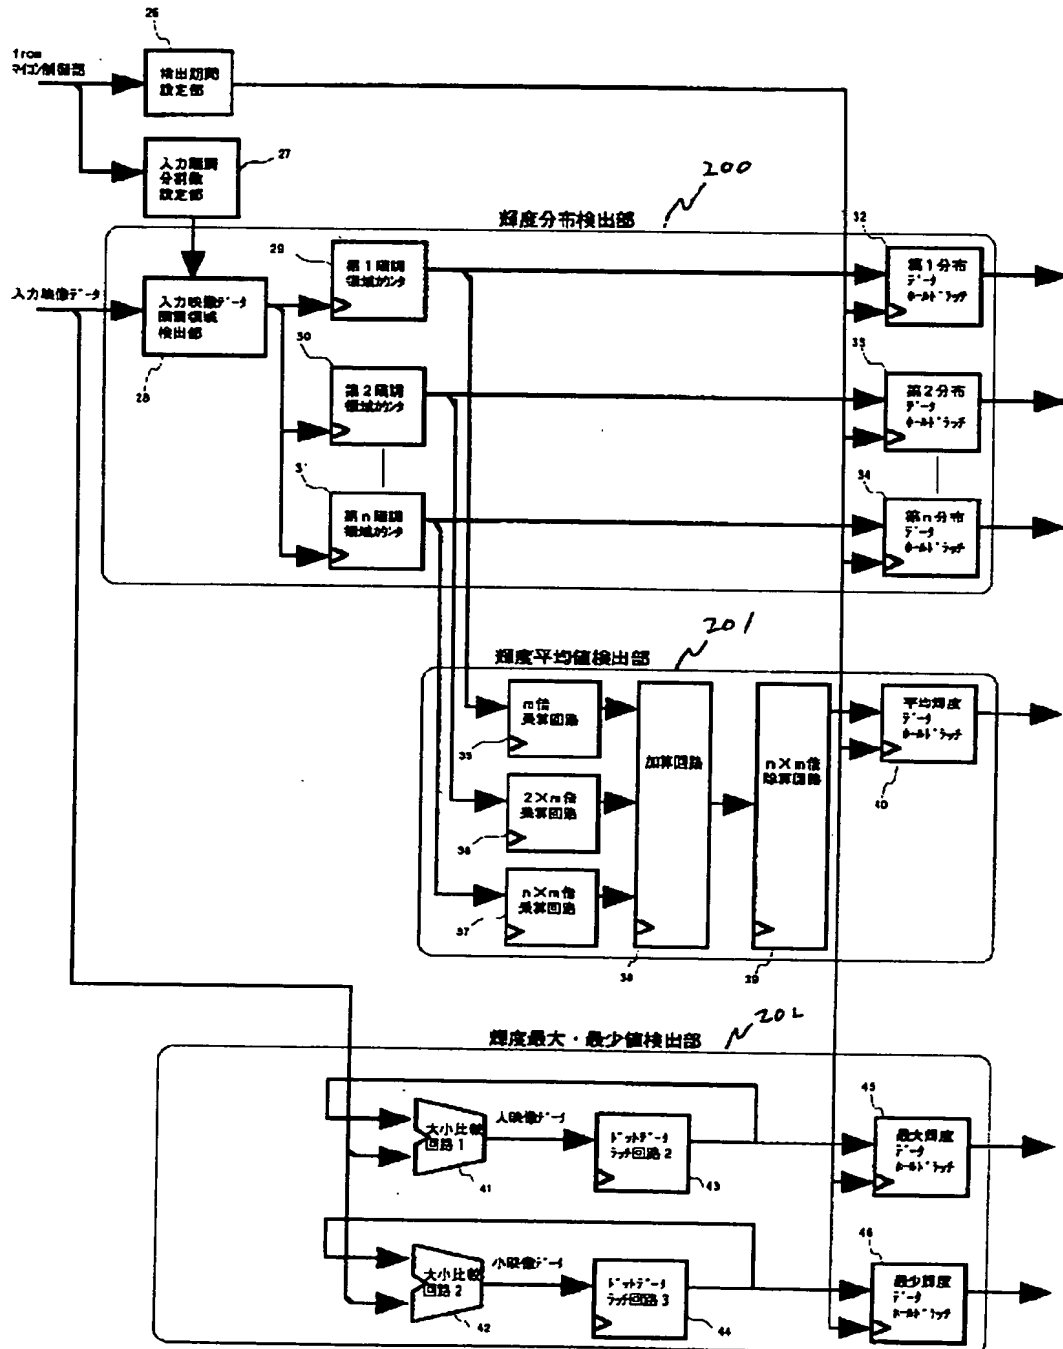 26
from
マイコン制御部
検出期間
設定部
入力階調
分割数
設定部
27
200
輝度分布検出部
入力映像データ
入力映像データ
階調領域
検出部
28
29
第1階調
領域カウンタ
30
第2階調
領域カウンタ
第n階調
領域カウンタ
32
第1分布
データ
ホールドラッチ
33
第2分布
データ
ホールドラッチ
34
第n分布
データ
ホールドラッチ
201
輝度平均値検出部
m倍
乗算回路
35
2×m倍
乗算回路
36
n×m倍
乗算回路
37
加算回路
38
n×m倍
除算回路
39
平均輝度
データ
ホールドラッチ
40
202
輝度最大・最少値検出部
大小比較
回路1
41
大映像データ
ドットデータ
ラッチ回路2
43
45
最大輝度
データ
ホールドラッチ
大小比較
回路2
42
小映像データ
ドットデータ
ラッチ回路3
44
46
最少輝度
データ
ホールドラッチ